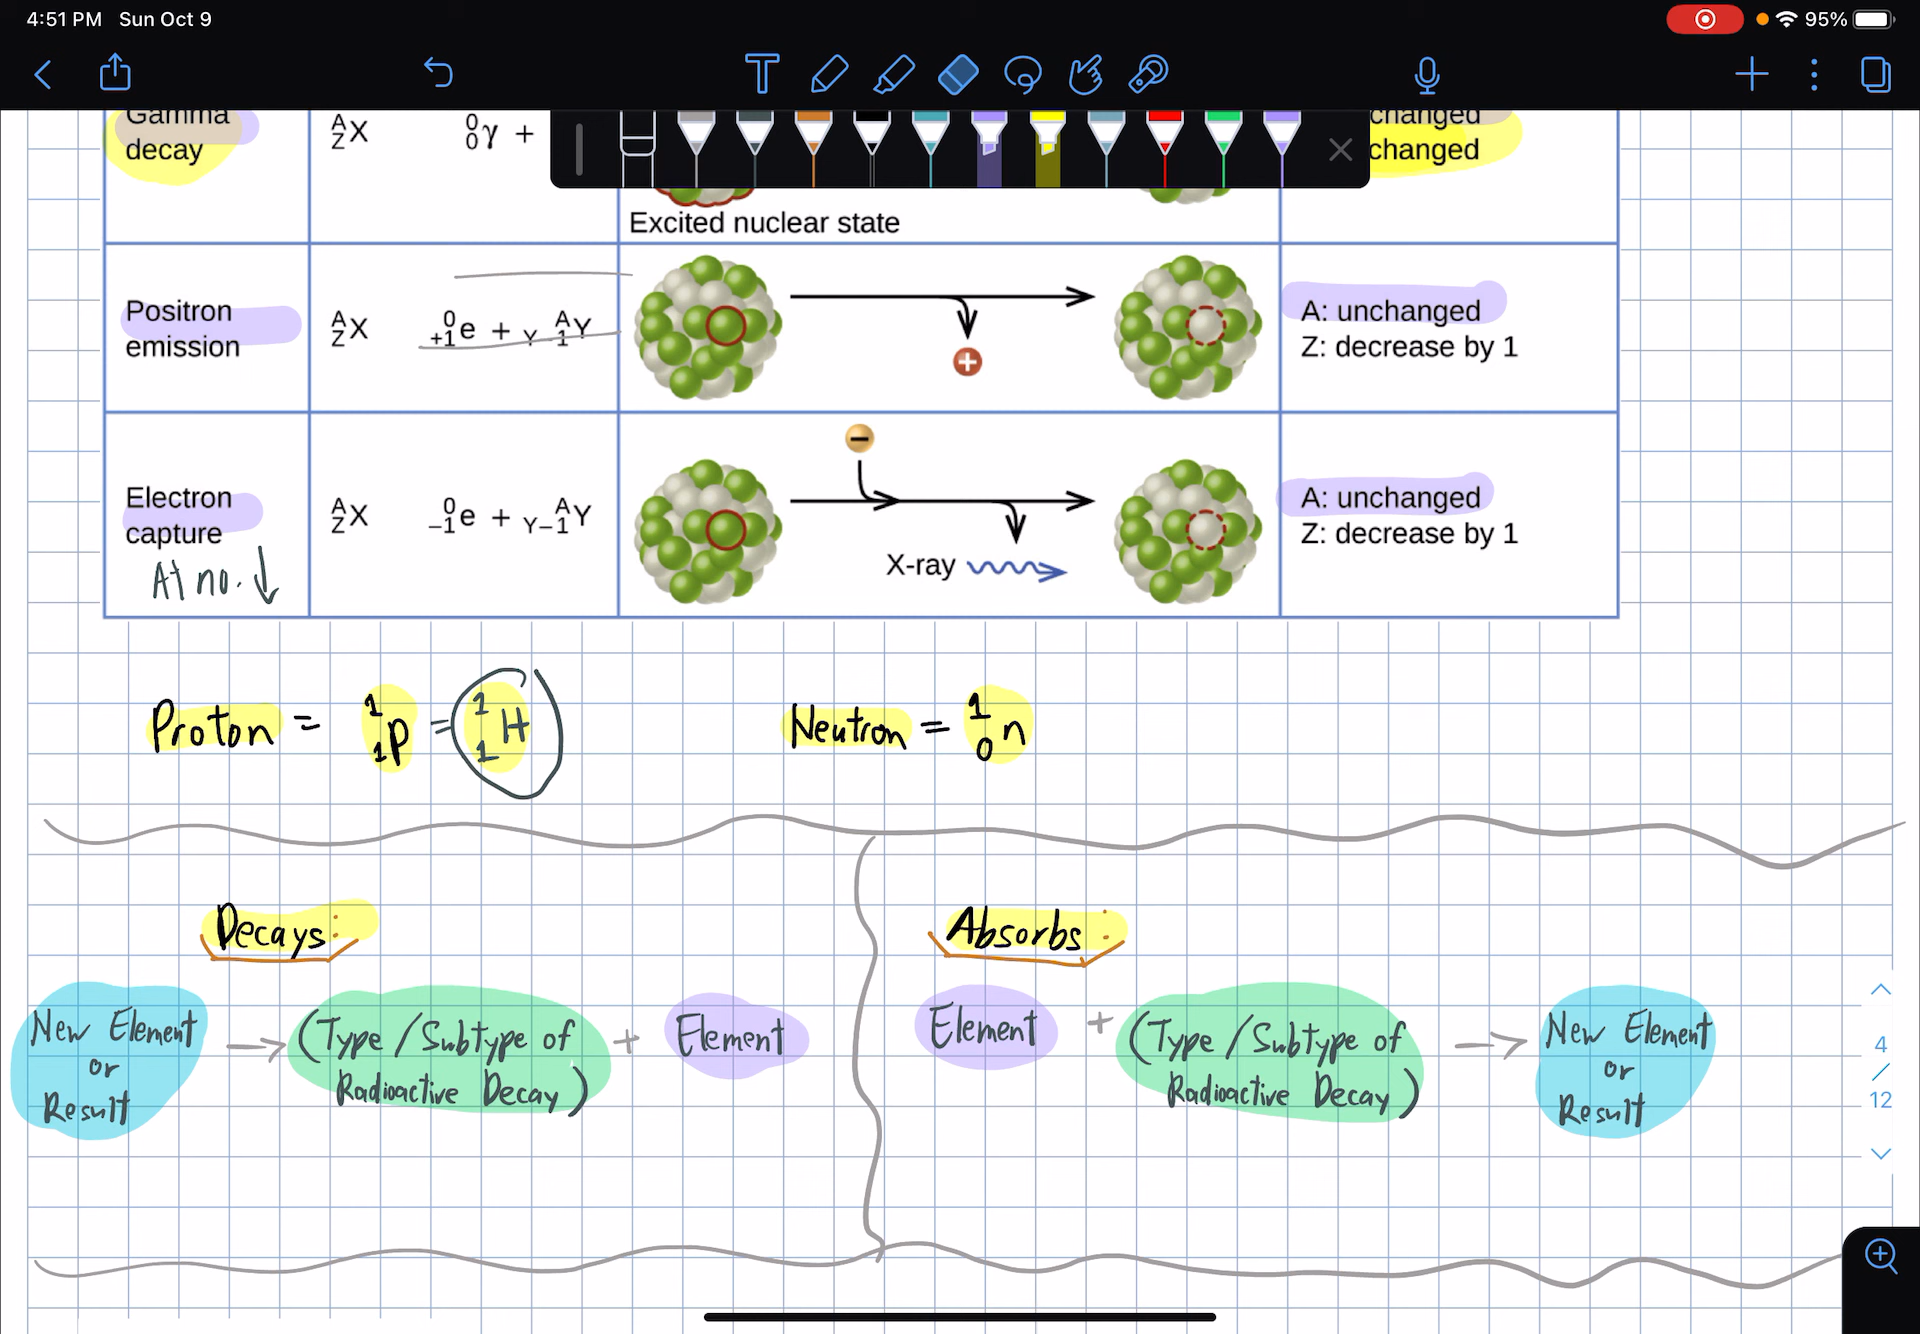 4:51 PM Sun Oct 9
95%
Gamma
decay
A
Z X
0
0 γ +
changed
changed
Excited nuclear state
Positron
emission
A
Z X
0
+1 e + A
Y-1 Y
A: unchanged
Z: decrease by 1
Electron
capture
At no. ↓
A
Z X
0
-1 e + A
Y-1 Y
X-ray
A: unchanged
Z: decrease by 1
Proton = 1
1 p = 1
1 H
Neutron = 1
0 n
Decays:
New Element
or
Result
→ (Type/Subtype of
Radioactive Decay)
+ Element
Absorbs:
Element +
(Type/Subtype of
Radioactive Decay)
→ New Element
or
Result
4
/
12